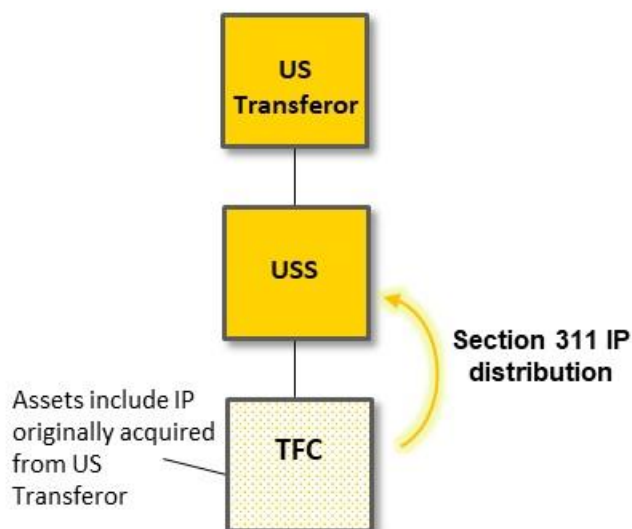 US
Transferor
USS
Section 311 IP
distribution
Assets include IP
originally acquired
from US
Transferor
TFC